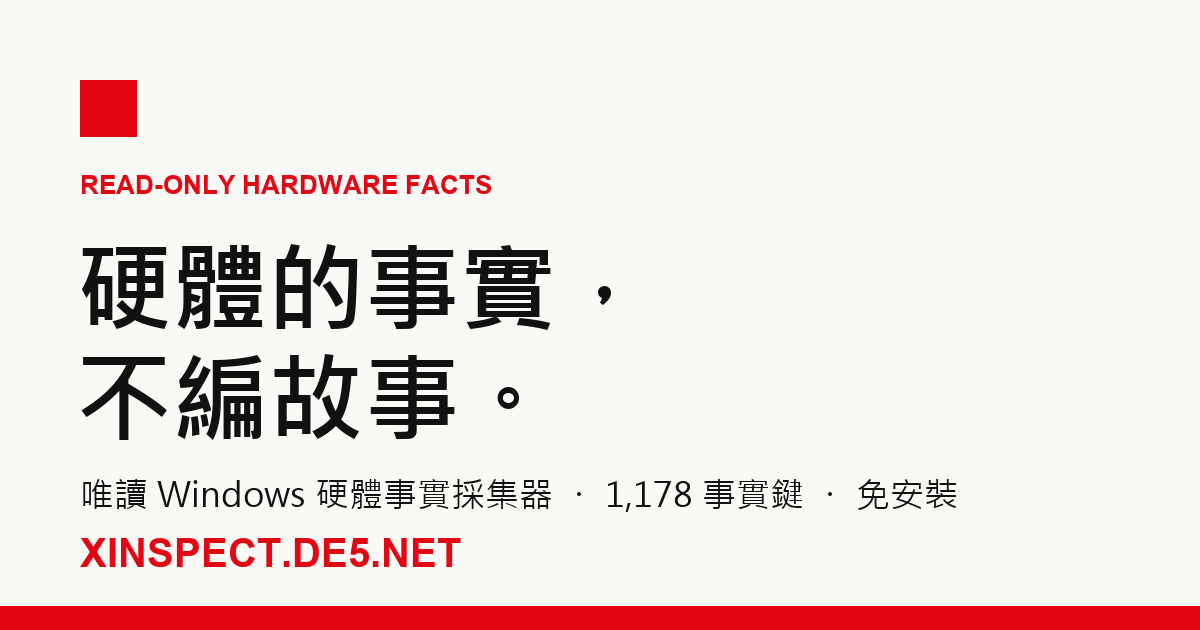 READ-ONLY HARDWARE FACTS
硬體的事實，
不編故事。
唯讀 Windows 硬體事實採集器 · 1,178 事實鍵 · 免安裝
XINSPECT.DE5.NET